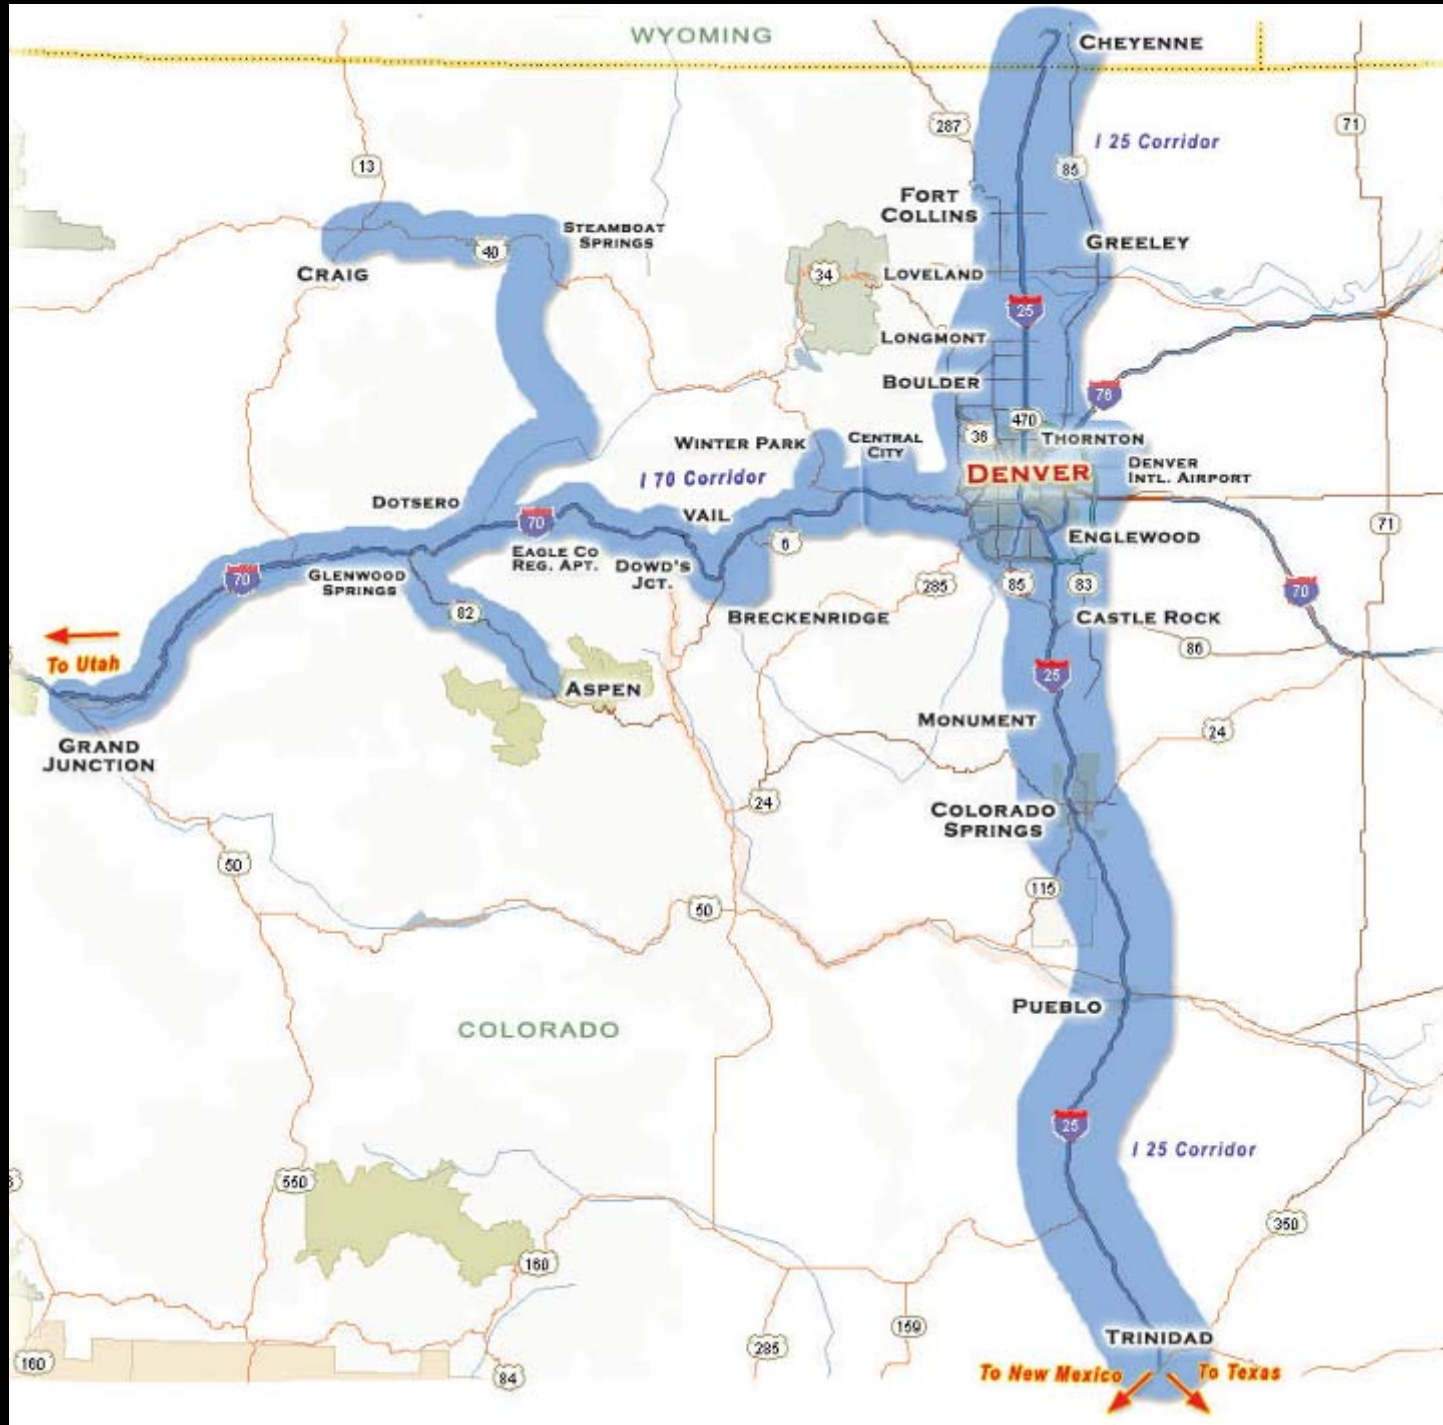 WYOMING
CHEYENNE
287
71
I 25 Corridor
13
85
FORT
COLLINS
STEAMBOAT
SPRINGS
40
GREELEY
CRAIG
34
LOVELAND
25
LONGMONT
BOULDER
76
470
36
THORNTON
WINTER PARK
CENTRAL
CITY
DENVER
DENVER
INTL. AIRPORT
I 70 Corridor
DOTSERO
VAIL
70
71
6
ENGLEWOOD
EAGLE CO
REG. APT.
DOWD'S
JCT.
70
GLENWOOD
SPRINGS
285
85
83
70
82
BRECKENRIDGE
CASTLE ROCK
86
To Utah
25
ASPEN
MONUMENT
24
GRAND
JUNCTION
24
COLORADO
SPRINGS
50
115
50
PUEBLO
COLORADO
25
I 25 Corridor
550
350
160
159
TRINIDAD
285
160
84
To New Mexico
To Texas